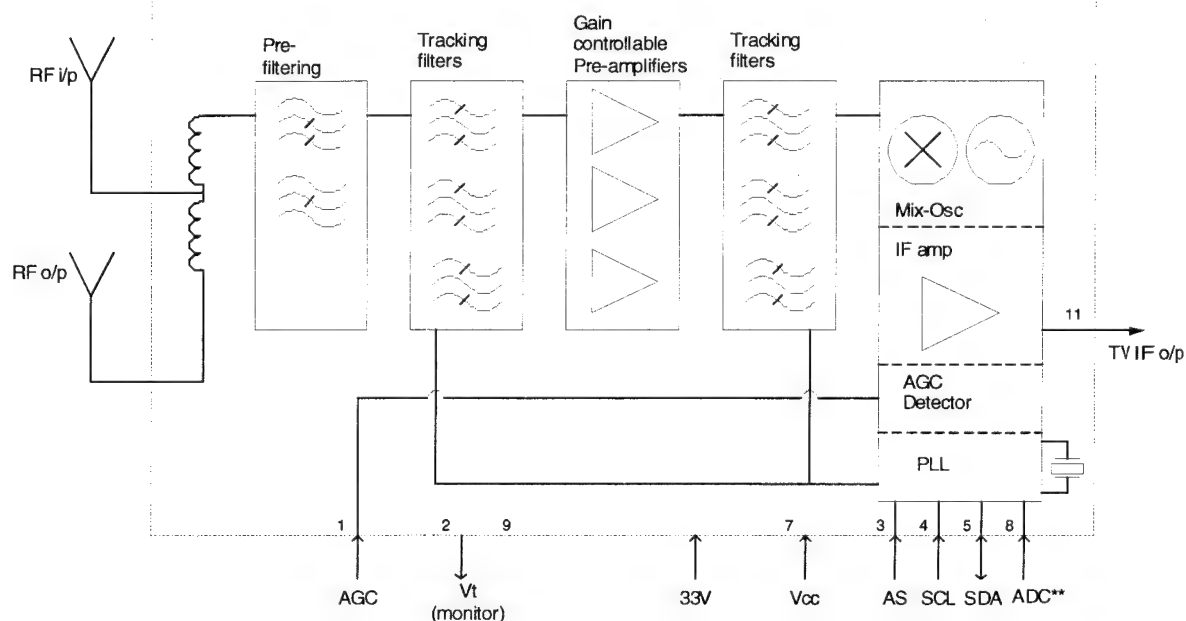 Pre-
filtering
Tracking
filters
Gain
controllable
Pre-amplifiers
Tracking
filters
RF i/p
RF o/p
Mix-Osc
IF amp
11
TV IF o/p
AGC
Detector
PLL
1
2
9
7
3
4
5
8
AGC
Vt
(monitor)
33V
Vcc
AS
SCL
SDA
ADC**